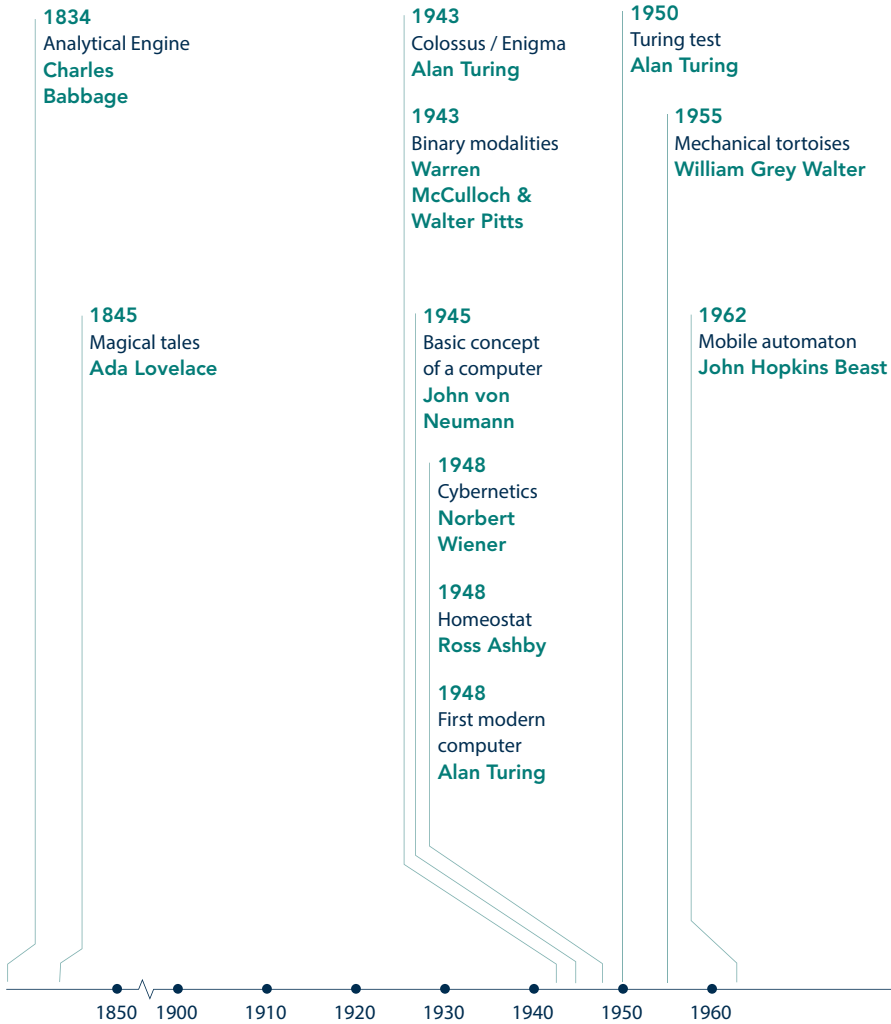 1834
Analytical Engine
Charles
Babbage
1845
Magical tales
Ada Lovelace
1943
Colossus / Enigma
Alan Turing
1943
Binary modalities
Warren
McCulloch &
Walter Pitts
1945
Basic concept
of a computer
John von
Neumann
1948
Cybernetics
Norbert
Wiener
1948
Homeostat
Ross Ashby
1948
First modern
computer
Alan Turing
1950
Turing test
Alan Turing
1955
Mechanical tortoises
William Grey Walter
1962
Mobile automaton
John Hopkins Beast
1850 1900 1910 1920 1930 1940 1950 1960